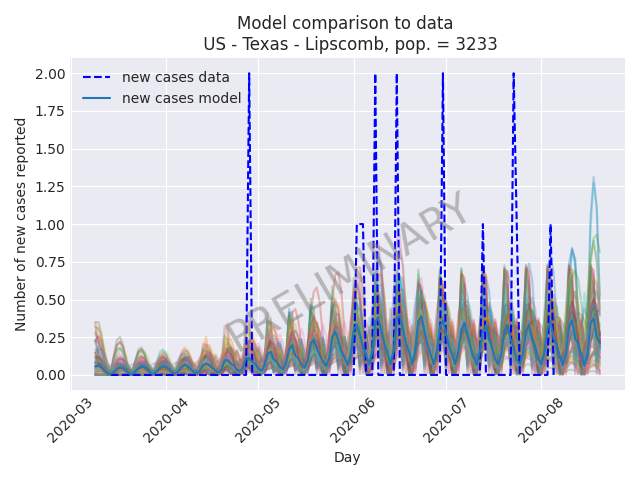 Model comparison to data
US - Texas - Lipscomb, pop. = 3233
2.00
1.75
1.50
1.25
1.00
0.75
0.50
0.25
0.00
Number of new cases reported
new cases data
new cases model
PRELIMINARY
2020-03
2020-04
2020-05
2020-06
2020-07
2020-08
Day